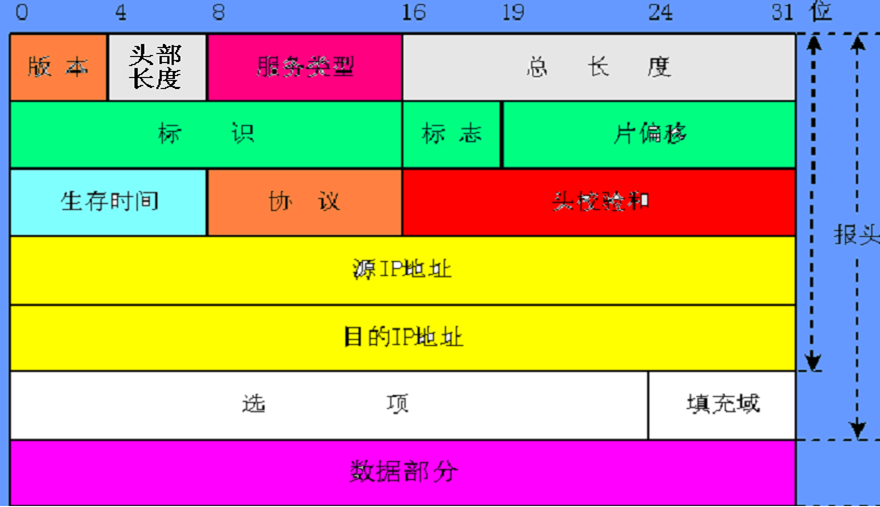 0 4 8 16 19 24 31 位
版 本 头部长度 服务类型 总 长 度
标 识 标 志 片偏移
生存时间 协 议 头校验和
报头
源IP地址
目的IP地址
选 项 填充域
数据部分